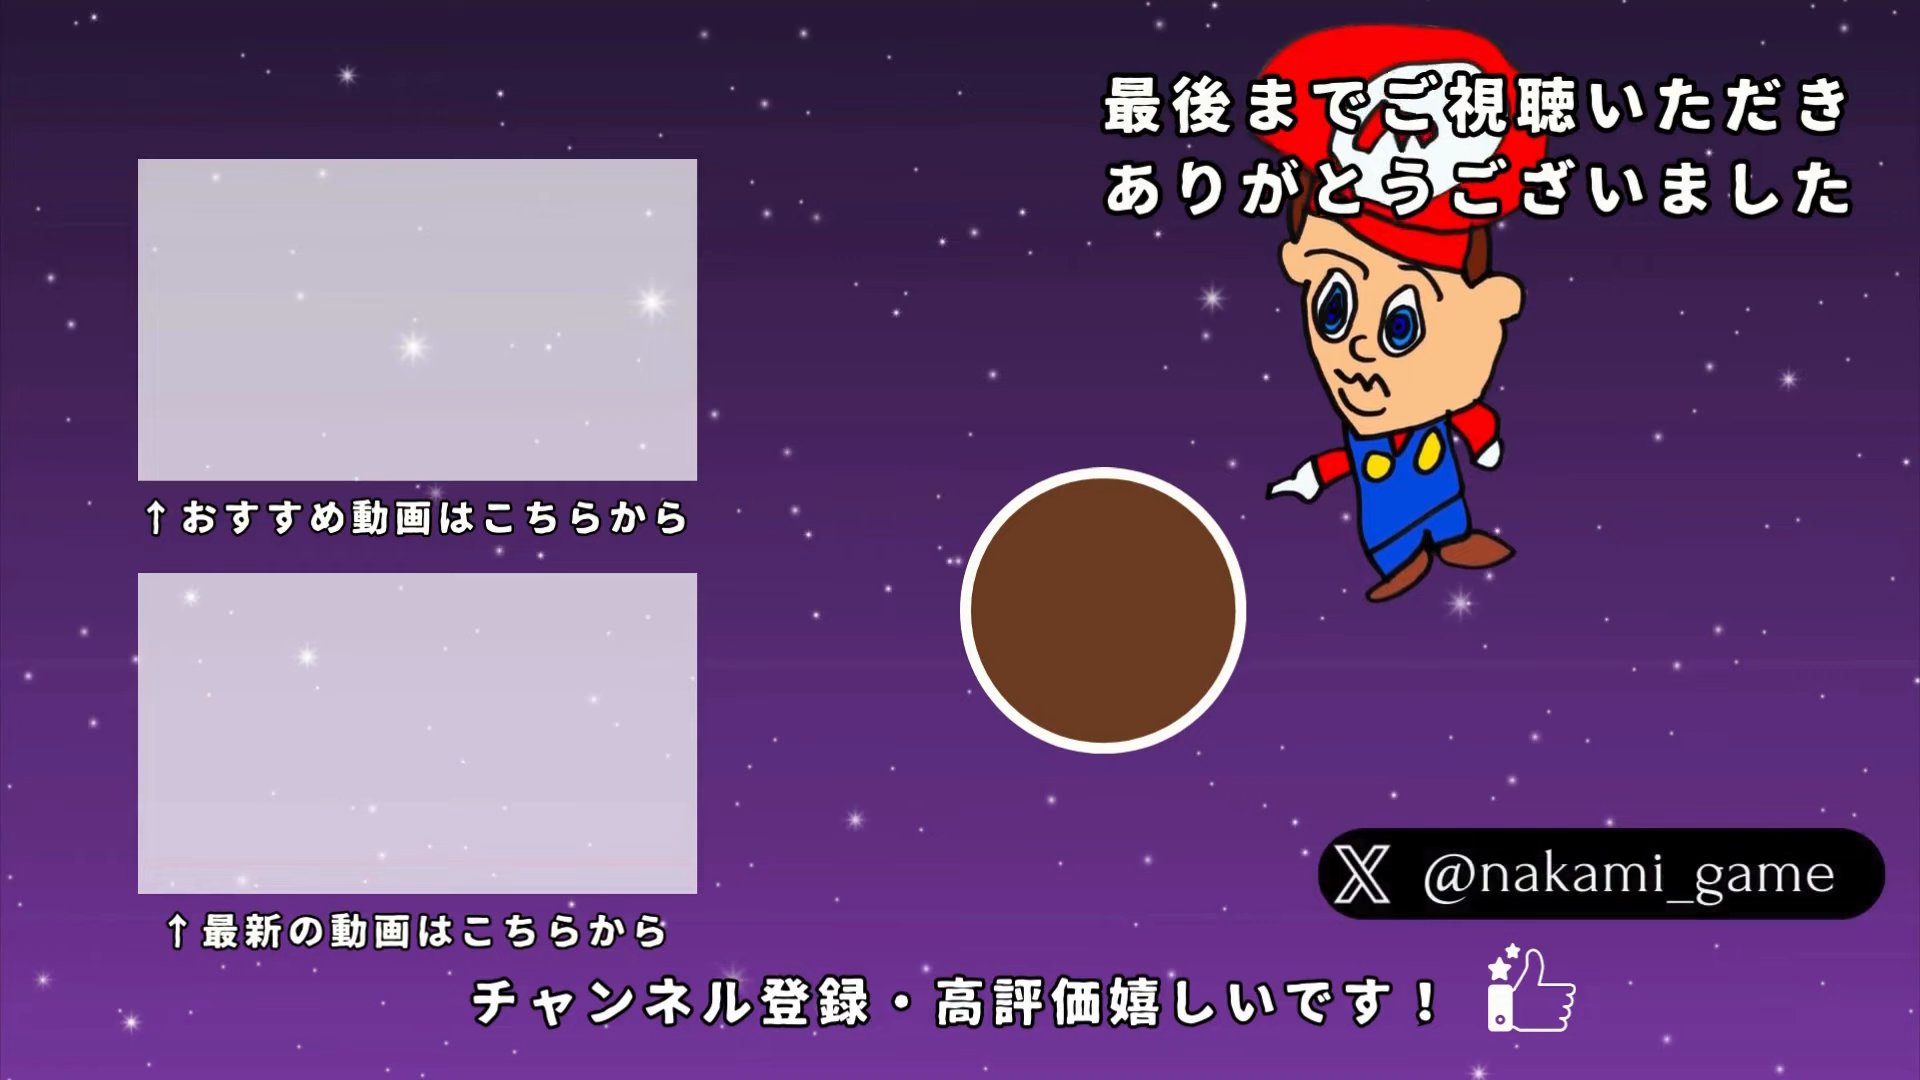 最後までご視聴いただき
ありがとうございました
↑おすすめ動画はこちらから
↑最新の動画はこちらから
X @nakami_game
チャンネル登録・高評価嬉しいです！